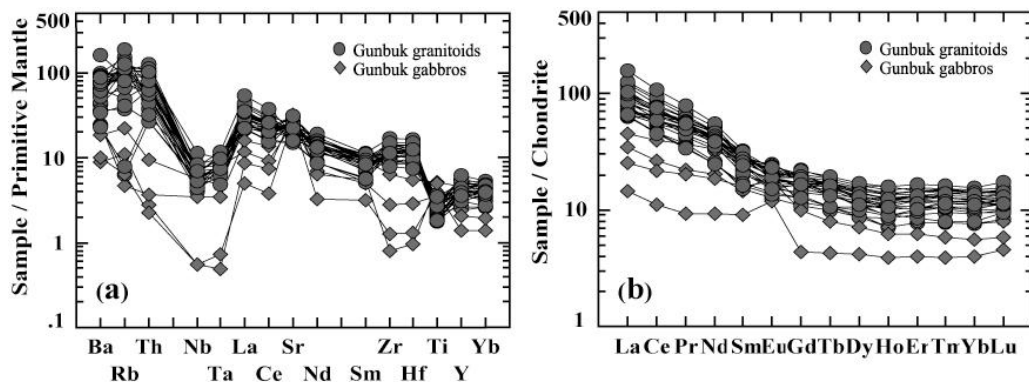 Sample / Primitive Mantle
500
100
10
1
.1
Gunbuk granitoids
Gunbuk gabbros
(a)
Ba Th Nb La Sr Zr Ti Yb
Rb Ta Ce Nd Sm Hf Y
Sample / Chondrite
500
100
10
1
Gunbuk granitoids
Gunbuk gabbros
(b)
La Ce Pr Nd Sm Eu Gd Tb Dy Ho Er Tm Yb Lu